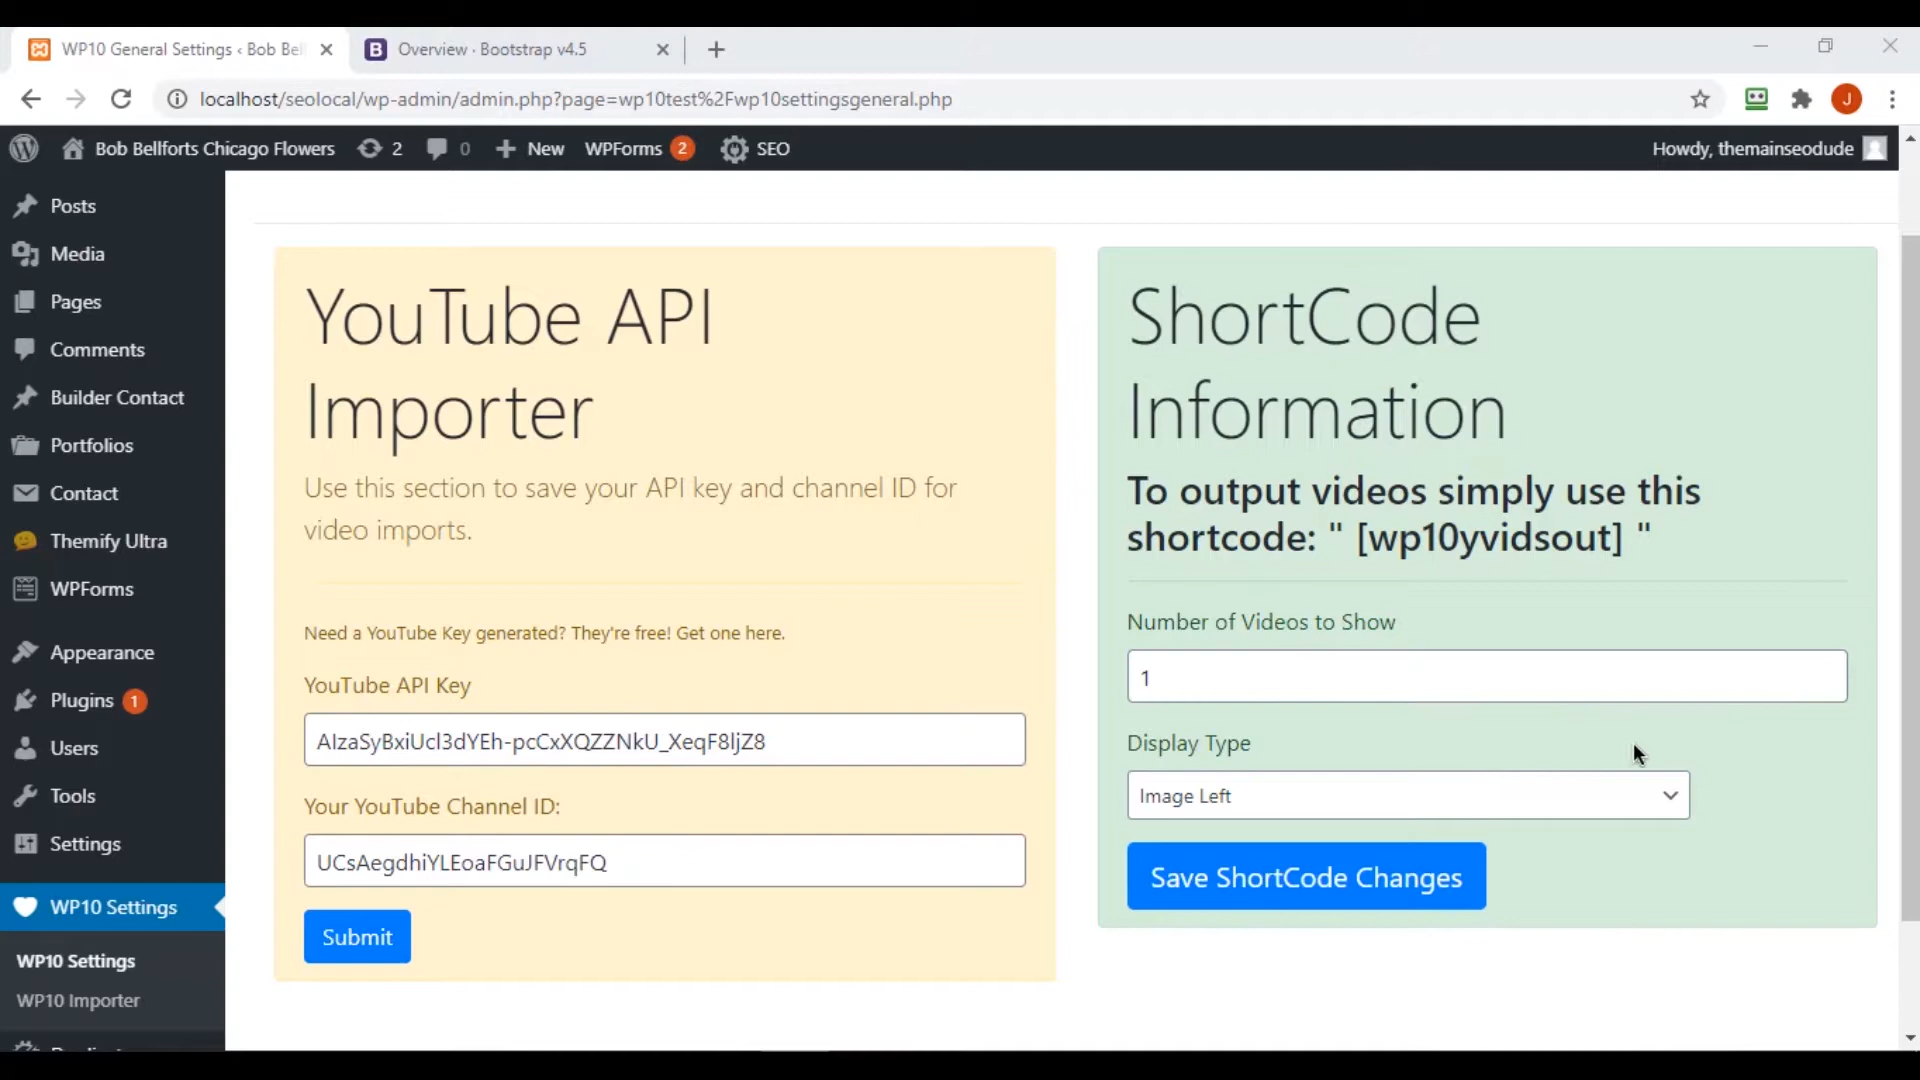 WP10 General Settings ‹ Bob Bel
Overview · Bootstrap v4.5
localhost/seolocal/wp-admin/admin.php?page=wp10test%2Fwp10settingsgeneral.php
J
Bob Bellforts Chicago Flowers
2
0
New
WPForms 2
SEO
Howdy, themainseodude
Posts
Media
Pages
Comments
Builder Contact
Portfolios
Contact
Themify Ultra
WPForms
Appearance
Plugins 1
Users
Tools
Settings
WP10 Settings
WP10 Settings
WP10 Importer
YouTube API
Importer
Use this section to save your API key and channel ID for
video imports.
Need a YouTube Key generated? They're free! Get one here.
YouTube API Key
AIzaSyBxiUcl3dYEh-pcCxXQZZNkU_XeqF8ljZ8
Your YouTube Channel ID:
UCsAegdhiYLEoaFGuJFVrqFQ
Submit
ShortCode
Information
To output videos simply use this
shortcode: " [wp10yvidsout] "
Number of Videos to Show
1
Display Type
Image Left
Save ShortCode Changes